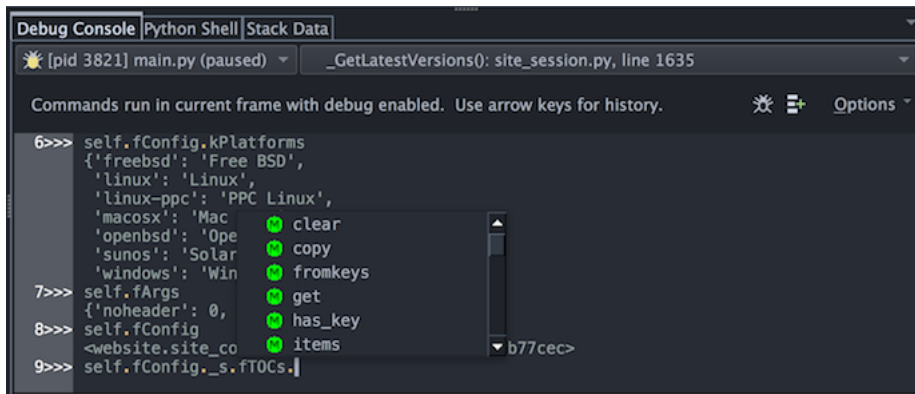 Debug Console Python Shell Stack Data
[pid 3821] main.py (paused) _GetLatestVersions(): site_session.py, line 1635
Commands run in current frame with debug enabled. Use arrow keys for history. Options
6>>> self.fConfig.kPlatforms
{'freebsd': 'Free BSD',
'linux': 'Linux',
'linux-ppc': 'PPC Linux',
'macosx': 'Mac
'openbsd': 'Ope
'sunos': 'Solar
'windows': 'Win
7>>> self.fArgs
{'noheader': 0,
8>>> self.fConfig
<website.site_co b77cec>
9>>> self.fConfig._s.fTOCs.
M clear
M copy
M fromkeys
M get
M has_key
M items